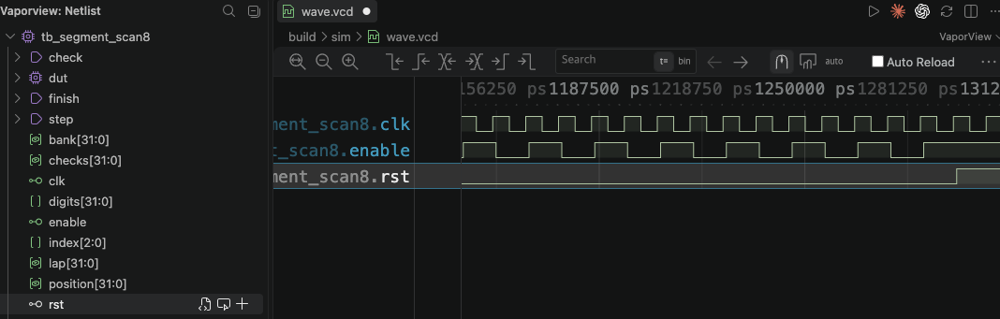 Vaporview: Netlist
tb_segment_scan8
check
dut
finish
step
bank[31:0]
checks[31:0]
clk
digits[31:0]
enable
index[2:0]
lap[31:0]
position[31:0]
rst
wave.vcd
build > sim > wave.vcd
VaporView
Search
t=
bin
auto
Auto Reload
156250 ps 1187500 ps 1218750 ps 1250000 ps 1281250 ps 1312
ment_scan8.clk
t_scan8.enable
ment_scan8.rst